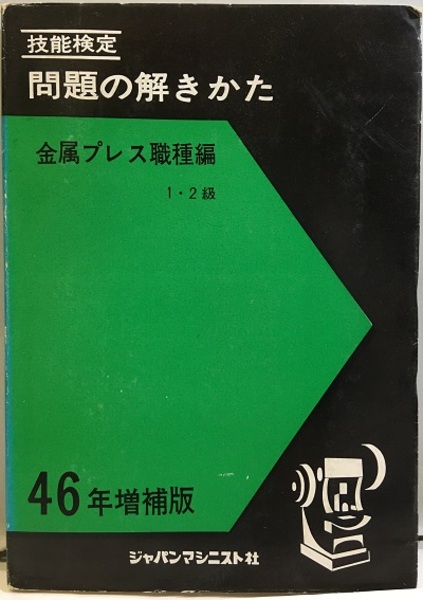 技能検定
問題の解きかた
金属プレス職種編
1・2級
46年増補版
ジャパンマシニスト社